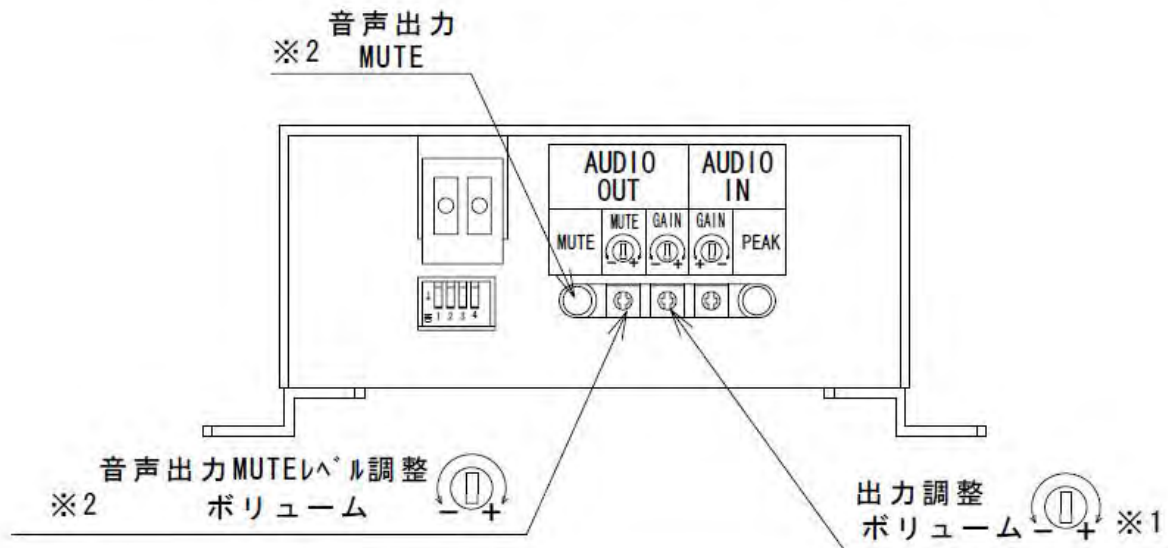 音声出力
※2 MUTE
AUDIO OUT
AUDIO IN
MUTE
MUTE
- +
GAIN
- +
GAIN
+ -
PEAK
1 2 3 4
音声出力MUTEレベル調整
※2 ボリューム
- +
出力調整
ボリューム - + ※1